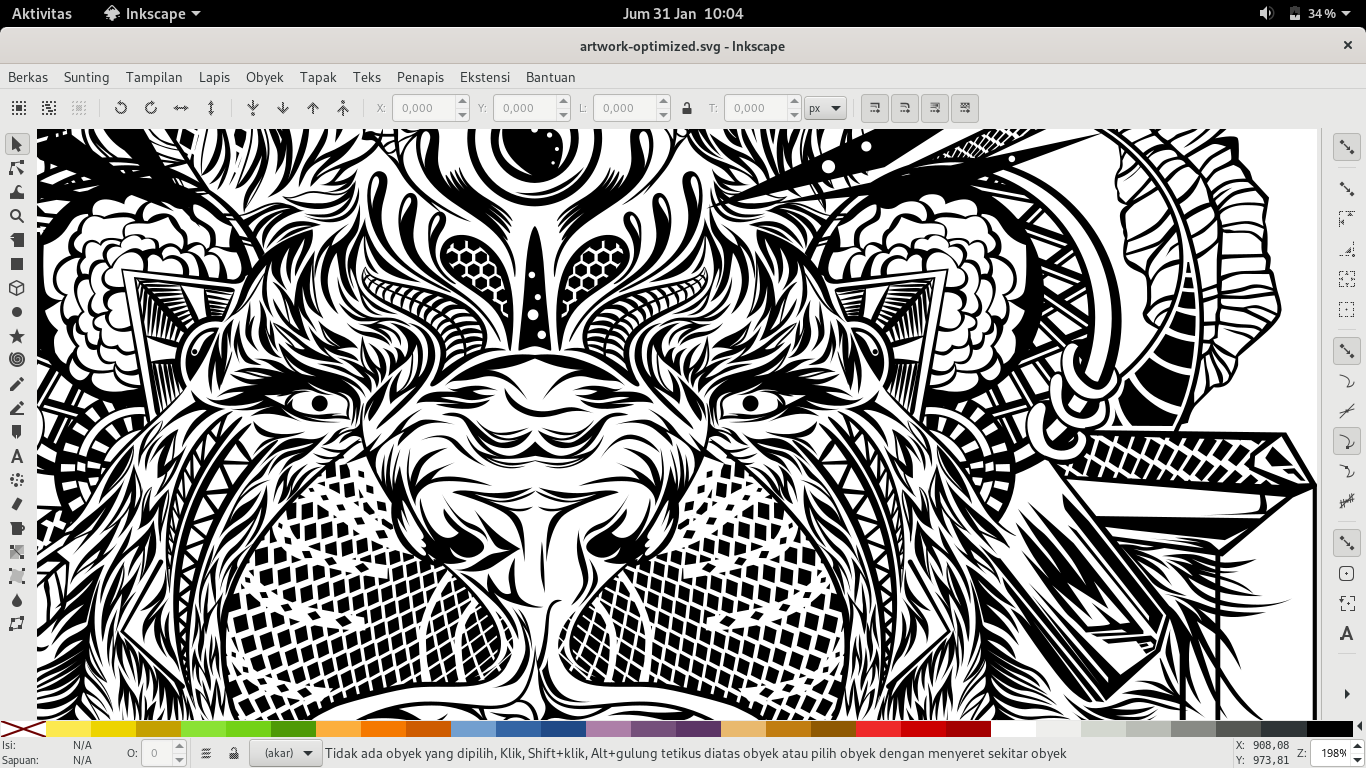 Aktivitas Inkscape Jum 31 Jan 10:04 34 %
artwork-optimized.svg - Inkscape
Berkas Sunting Tampilan Lapis Obyek Tapak Teks Penapis Ekstensi Bantuan
X: 0,000 Y: 0,000 L: 0,000 T: 0,000 px
Isi: N/A O: 0 (akar) Tidak ada obyek yang dipilih, Klik, Shift+klik, Alt+gulung tetikus diatas obyek atau pilih obyek dengan menyeret sekitar obyek X: 908,08 Z: 198%
Sapuan: N/A Y: 973,81